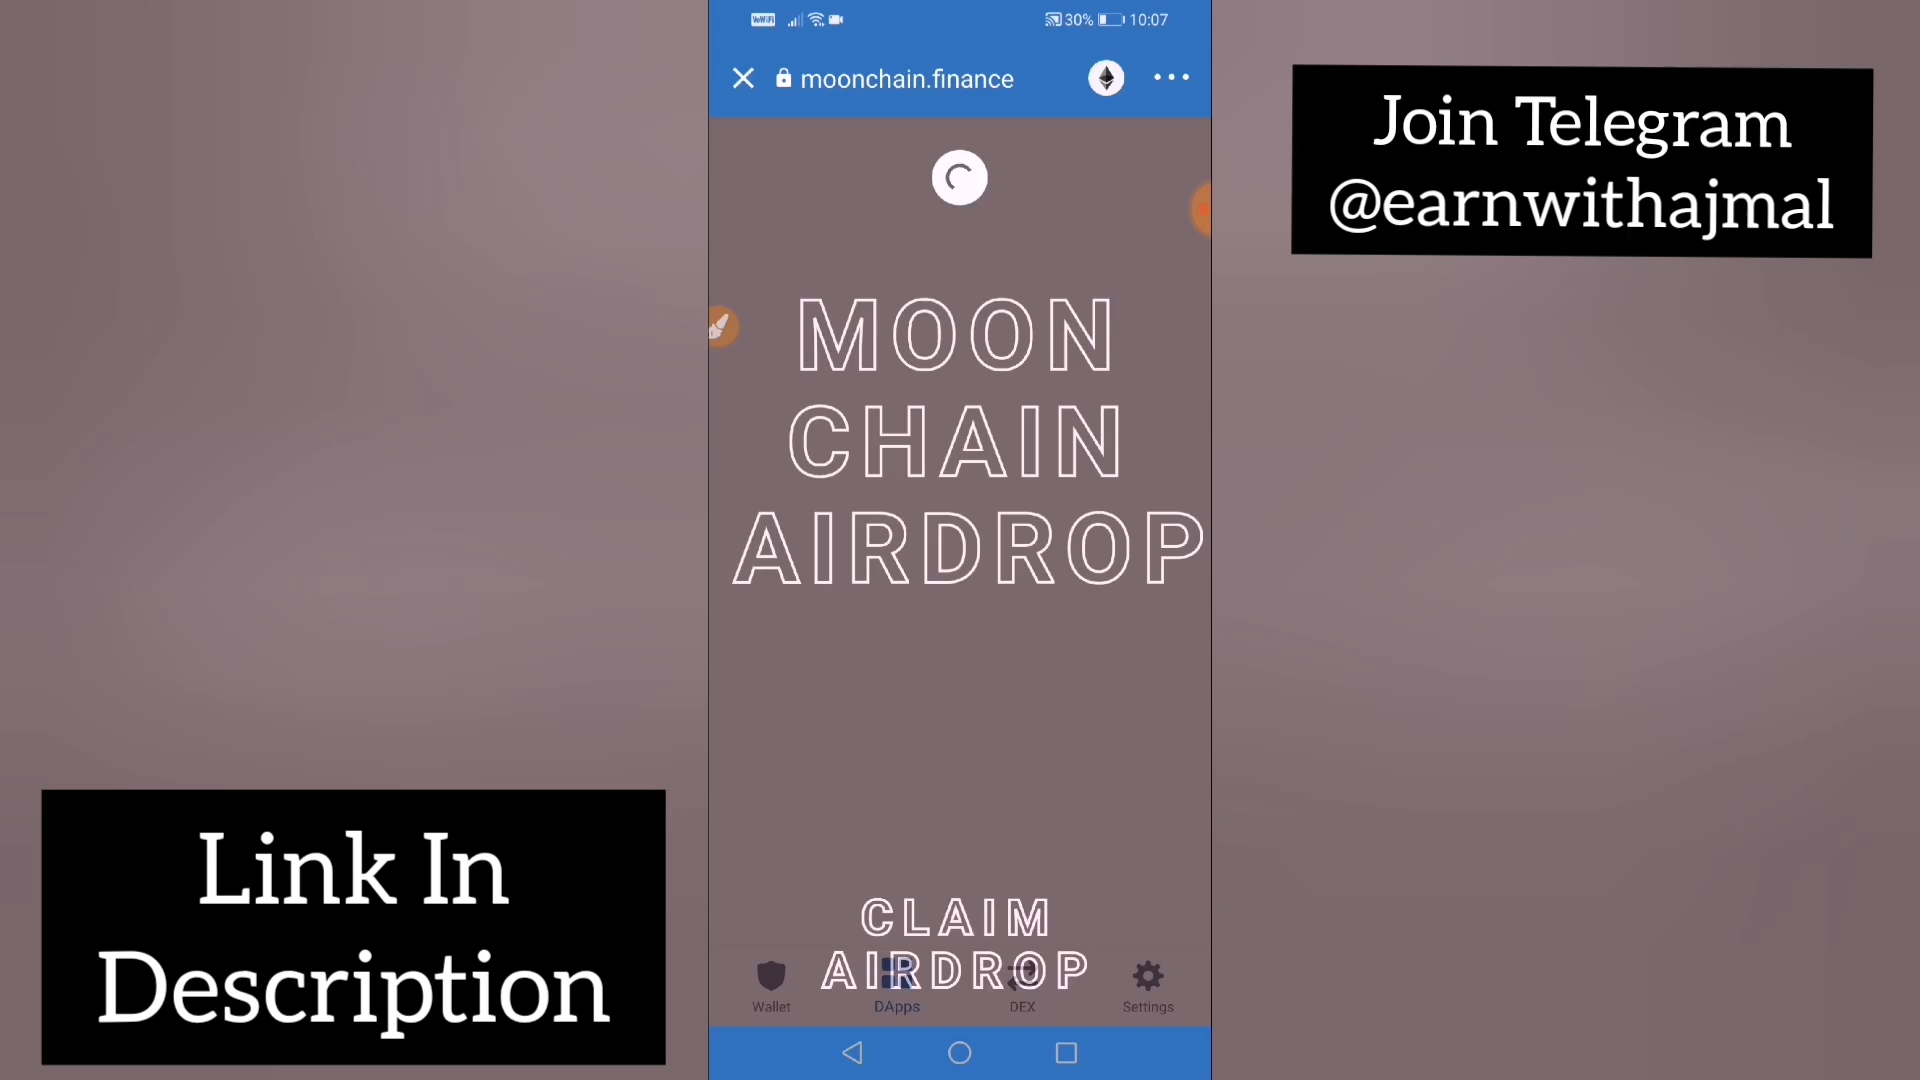 VoWiFi
30%
10:07
moonchain.finance
Join Telegram
@earnwithajmal
MOON
CHAIN
AIRDROP
Link In
Description
CLAIM
AIRDROP
Wallet
DApps
DEX
Settings